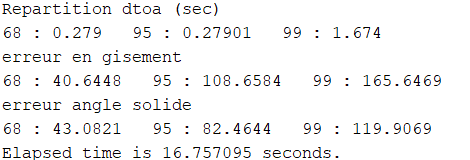 Repartition dtoa (sec)
68 : 0.279   95 : 0.27901   99 : 1.674
erreur en gisement
68 : 40.6448   95 : 108.6584   99 : 165.6469
erreur angle solide
68 : 43.0821   95 : 82.4644   99 : 119.9069
Elapsed time is 16.757095 seconds.